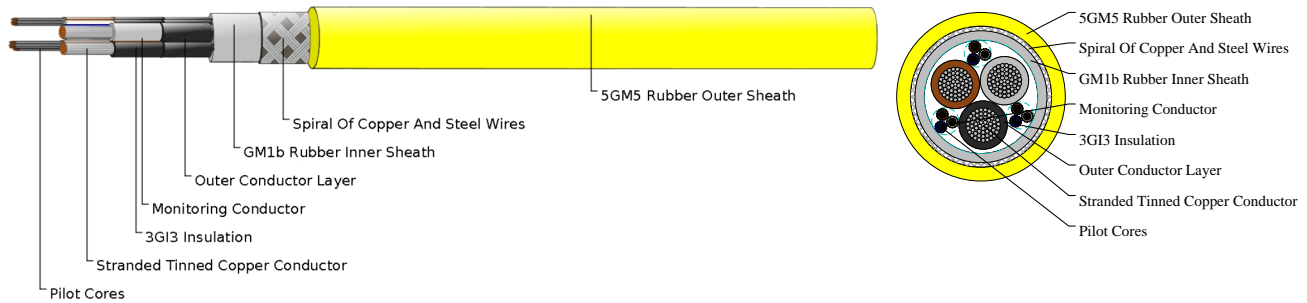 5GM5 Rubber Outer Sheath
Spiral Of Copper And Steel Wires
GM1b Rubber Inner Sheath
Outer Conductor Layer
Monitoring Conductor
3GI3 Insulation
Stranded Tinned Copper Conductor
Pilot Cores
5GM5 Rubber Outer Sheath
Spiral Of Copper And Steel Wires
GM1b Rubber Inner Sheath
Monitoring Conductor
3GI3 Insulation
Outer Conductor Layer
Stranded Tinned Copper Conductor
Pilot Cores